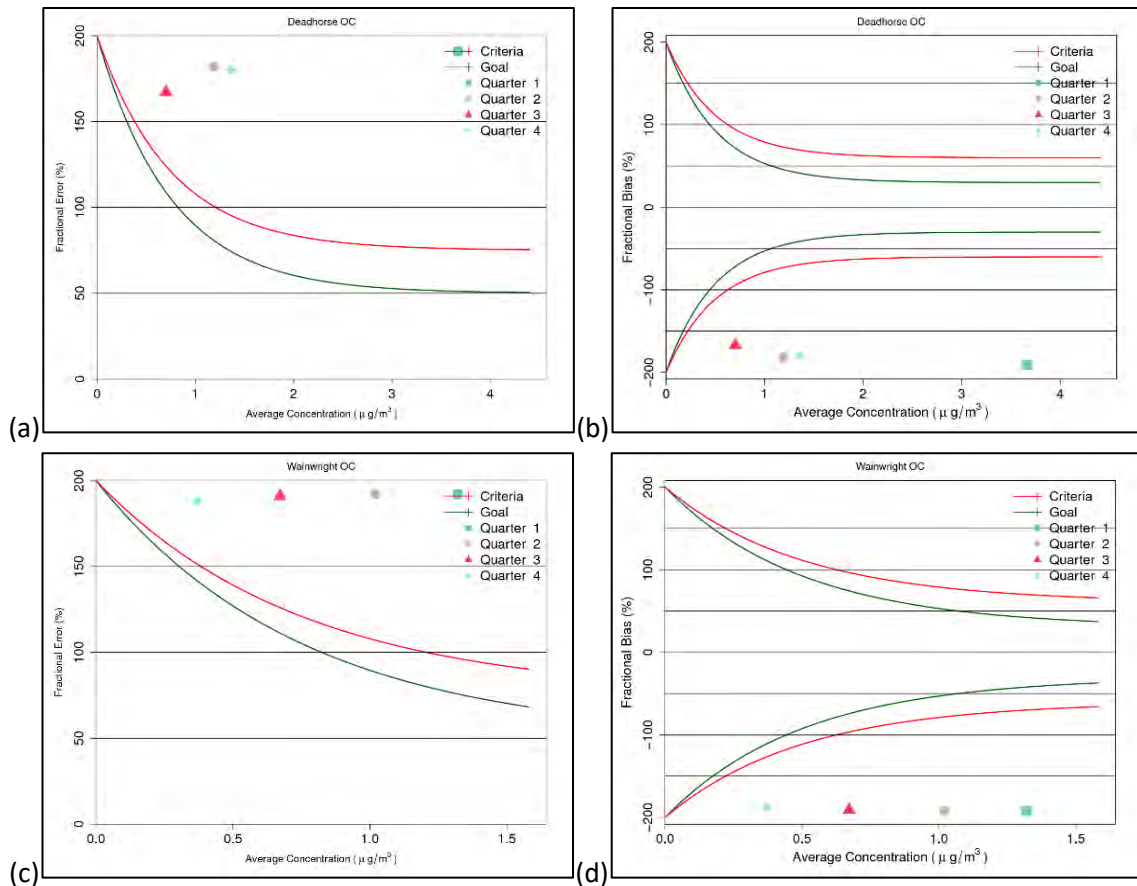 Deadhorse OC
Fractional Error (%)
200
150
100
50
0
Criteria
Goal
Quarter 1
Quarter 2
Quarter 3
Quarter 4
0 1 2 3 4
Average Concentration ( μ g/m³ )
(a)
Deadhorse OC
Fractional Bias (%)
200
100
0
−100
−200
Criteria
Goal
Quarter 1
Quarter 2
Quarter 3
Quarter 4
0 1 2 3 4
Average Concentration ( μ g/m³ )
(b)
Wainwright OC
Fractional Error (%)
200
150
100
50
0
Criteria
Goal
Quarter 1
Quarter 2
Quarter 3
Quarter 4
0.0 0.5 1.0 1.5
Average Concentration ( μ g/m³ )
(c)
Wainwright OC
Fractional Bias (%)
200
100
0
−100
−200
Criteria
Goal
Quarter 1
Quarter 2
Quarter 3
Quarter 4
0.0 0.5 1.0 1.5
Average Concentration ( μ g/m³ )
(d)